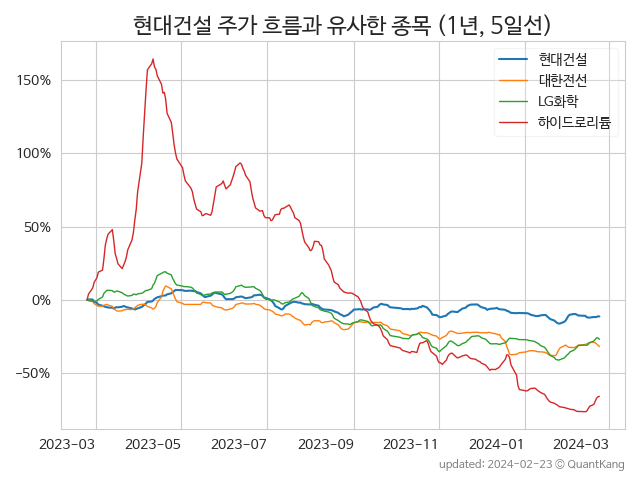 현대건설 주가 흐름과 유사한 종목 (1년, 5일선)
현대건설
대한전선
LG화학
하이드로리튬
150%
100%
50%
0%
−50%
2023-03 2023-05 2023-07 2023-09 2023-11 2024-01 2024-03
updated: 2024-02-23 © QuantKang